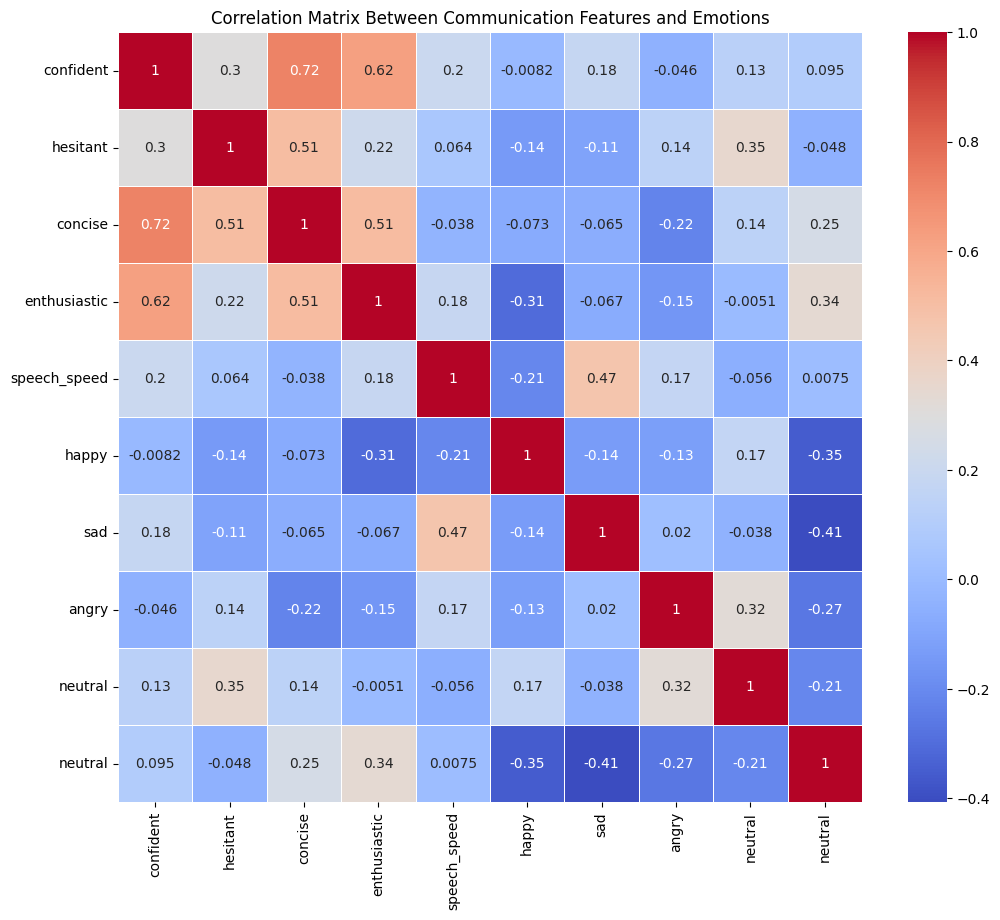 Correlation Matrix Between Communication Features and Emotions
confident 1 0.3 0.72 0.62 0.2 -0.0082 0.18 -0.046 0.13 0.095
hesitant 0.3 1 0.51 0.22 0.064 -0.14 -0.11 0.14 0.35 -0.048
concise 0.72 0.51 1 0.51 -0.038 -0.073 -0.065 -0.22 0.14 0.25
enthusiastic 0.62 0.22 0.51 1 0.18 -0.31 -0.067 -0.15 -0.0051 0.34
speech_speed 0.2 0.064 -0.038 0.18 1 -0.21 0.47 0.17 -0.056 0.0075
happy -0.0082 -0.14 -0.073 -0.31 -0.21 1 -0.14 -0.13 0.17 -0.35
sad 0.18 -0.11 -0.065 -0.067 0.47 -0.14 1 0.02 -0.038 -0.41
angry -0.046 0.14 -0.22 -0.15 0.17 -0.13 0.02 1 0.32 -0.27
neutral 0.13 0.35 0.14 -0.0051 -0.056 0.17 -0.038 0.32 1 -0.21
neutral 0.095 -0.048 0.25 0.34 0.0075 -0.35 -0.41 -0.27 -0.21 1
confident hesitant concise enthusiastic speech_speed happy sad angry neutral neutral
1.0
0.8
0.6
0.4
0.2
0.0
−0.2
−0.4